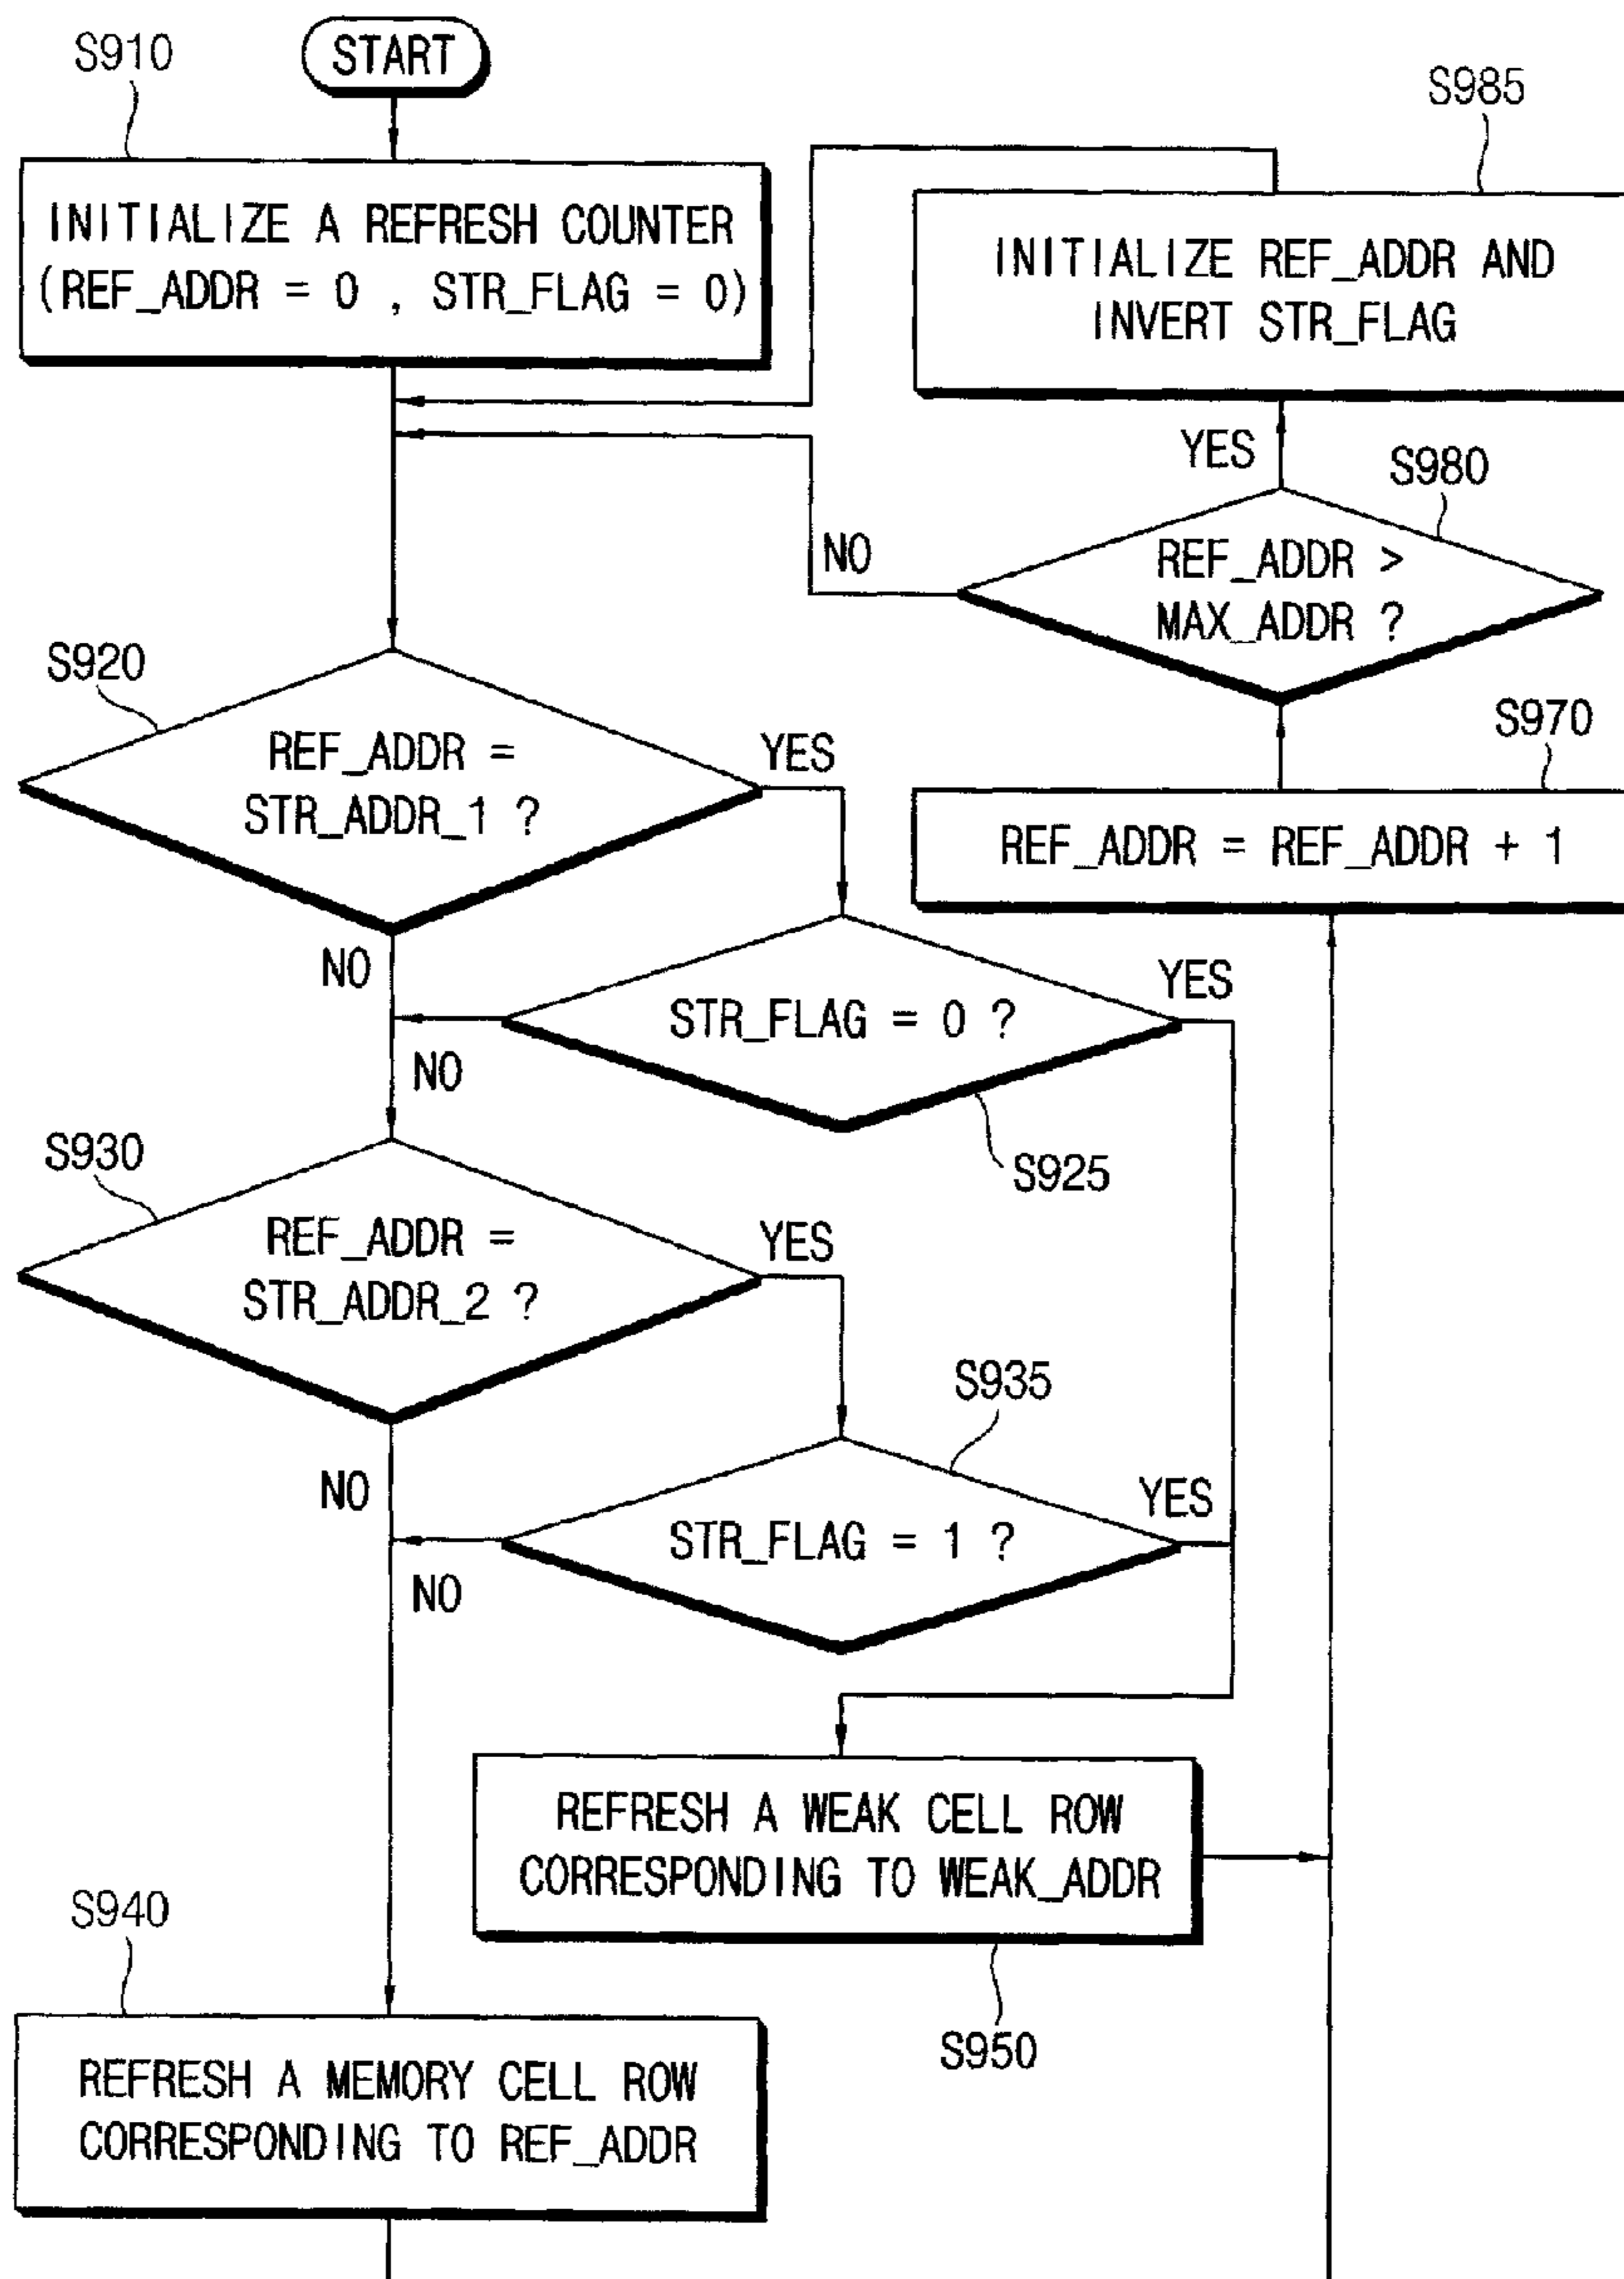 S910
START
S985
INITIALIZE A REFRESH COUNTER
(REF_ADDR = 0 , STR_FLAG = 0)
INITIALIZE REF_ADDR AND
INVERT STR_FLAG
YES
S980
NO
REF_ADDR >
MAX_ADDR ?
S920
REF_ADDR =
STR_ADDR_1 ?
YES
S970
REF_ADDR = REF_ADDR + 1
NO
STR_FLAG = 0 ?
YES
NO
S925
S930
REF_ADDR =
STR_ADDR_2 ?
YES
S935
NO
STR_FLAG = 1 ?
YES
NO
REFRESH A WEAK CELL ROW
CORRESPONDING TO WEAK_ADDR
S950
S940
REFRESH A MEMORY CELL ROW
CORRESPONDING TO REF_ADDR